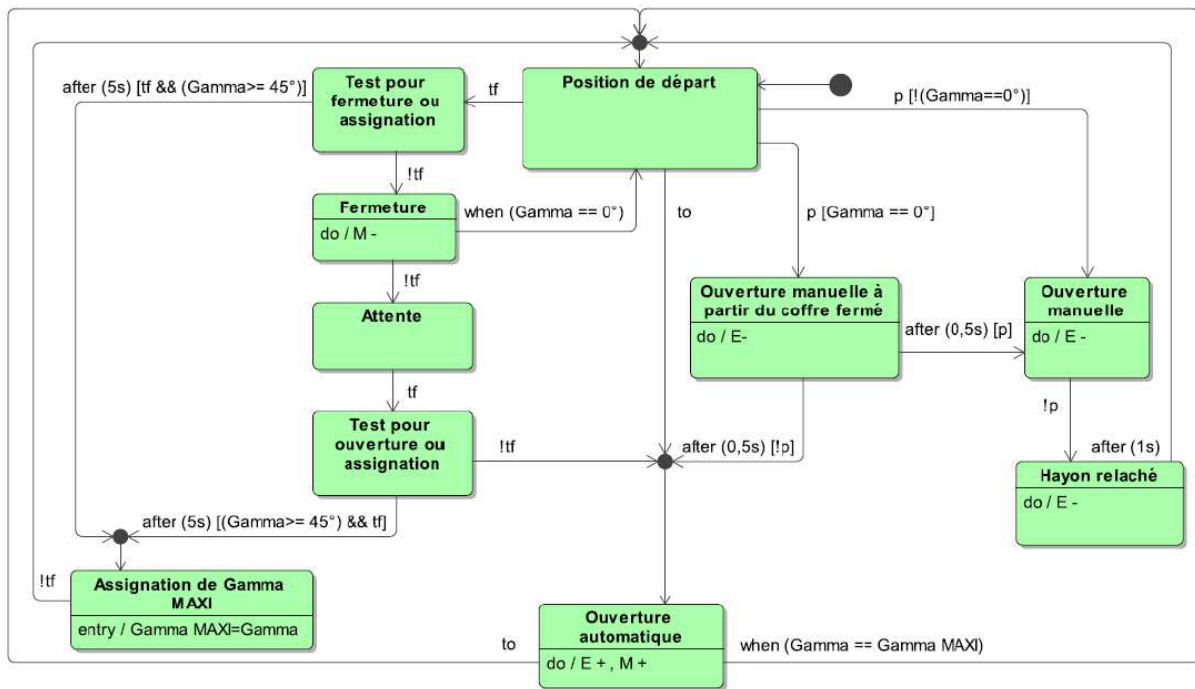 after (5s) [tf && (Gamma>= 45°)]
Test pour
fermeture ou
assignation
tf
Position de départ
p [!(Gamma==0°)]
!tf
Fermeture
do / M -
when (Gamma == 0°)
to
p [Gamma == 0°]
!tf
Attente
Ouverture manuelle à
partir du coffre fermé
do / E-
after (0,5s) [p]
Ouverture
manuelle
do / E -
tf
!p
Test pour
ouverture ou
assignation
!tf
after (0,5s) [!p]
after (1s)
Hayon relaché
do / E -
after (5s) [(Gamma>= 45°) && tf]
!tf
Assignation de Gamma
MAXI
entry / Gamma MAXI=Gamma
to
Ouverture
automatique
do / E + , M +
when (Gamma == Gamma MAXI)